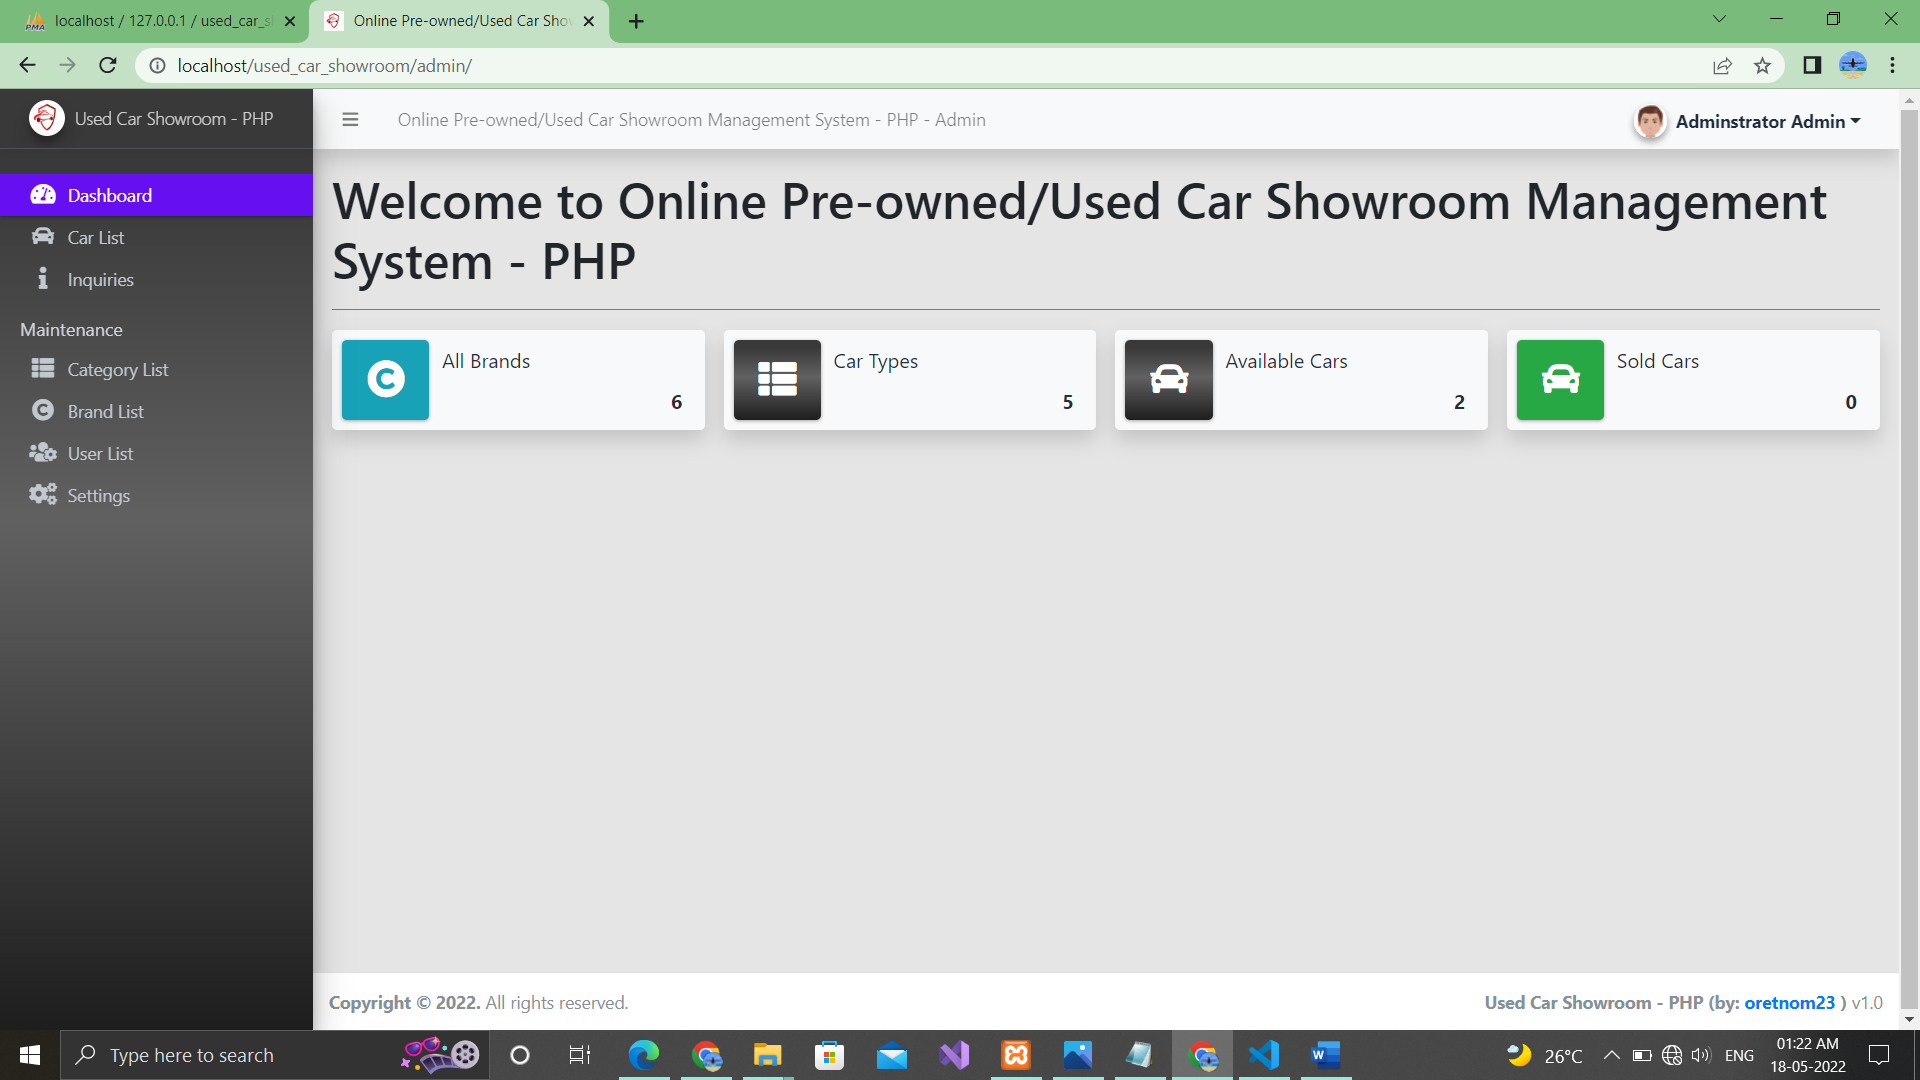 localhost / 127.0.0.1 / used_car_s
Online Pre-owned/Used Car Sho
localhost/used_car_showroom/admin/
Used Car Showroom - PHP
Online Pre-owned/Used Car Showroom Management System - PHP - Admin
Adminstrator Admin
Dashboard
Car List
Inquiries
Maintenance
Category List
Brand List
User List
Settings
Welcome to Online Pre-owned/Used Car Showroom Management
System - PHP
All Brands
6
Car Types
5
Available Cars
2
Sold Cars
0
Copyright © 2022. All rights reserved.
Used Car Showroom - PHP (by: oretnom23 ) v1.0
Type here to search
26°C
ENG
01:22 AM
18-05-2022